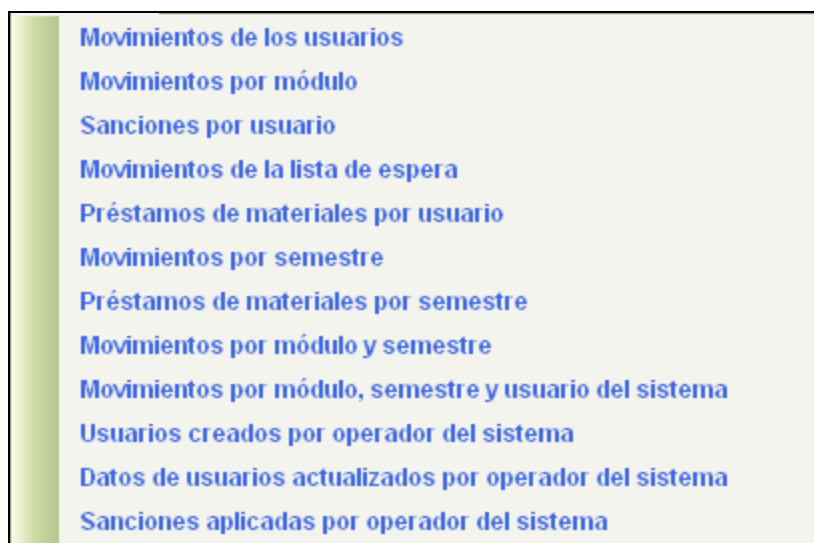 Movimientos de los usuarios
Movimientos por módulo
Sanciones por usuario
Movimientos de la lista de espera
Préstamos de materiales por usuario
Movimientos por semestre
Préstamos de materiales por semestre
Movimientos por módulo y semestre
Movimientos por módulo, semestre y usuario del sistema
Usuarios creados por operador del sistema
Datos de usuarios actualizados por operador del sistema
Sanciones aplicadas por operador del sistema